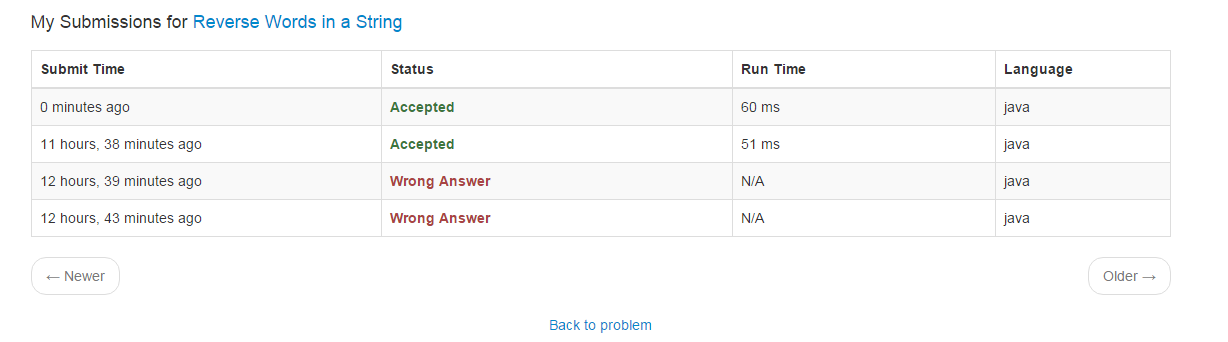 My Submissions for Reverse Words in a String
Submit Time Status Run Time Language
0 minutes ago Accepted 60 ms java
11 hours, 38 minutes ago Accepted 51 ms java
12 hours, 39 minutes ago Wrong Answer N/A java
12 hours, 43 minutes ago Wrong Answer N/A java
← Newer Older →
Back to problem